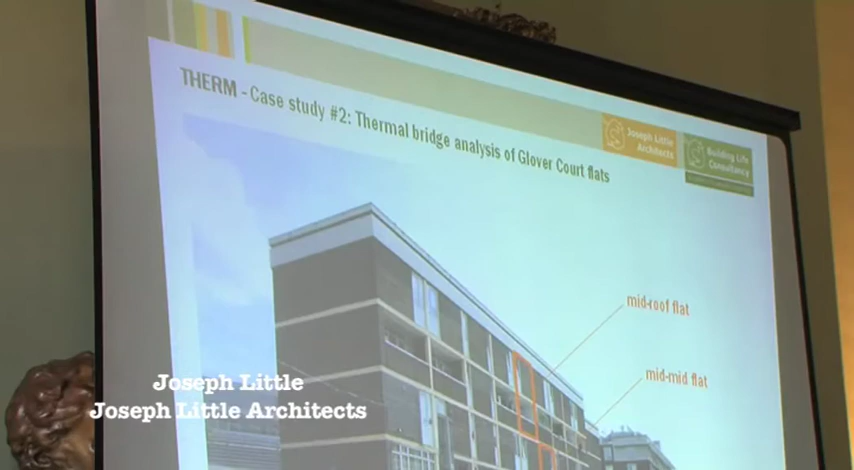 THERM - Case study #2: Thermal bridge analysis of Glover Court flats
Joseph Little
Architects
Building Life
Consultancy
mid-roof flat
mid-mid flat
Joseph Little
Joseph Little Architects